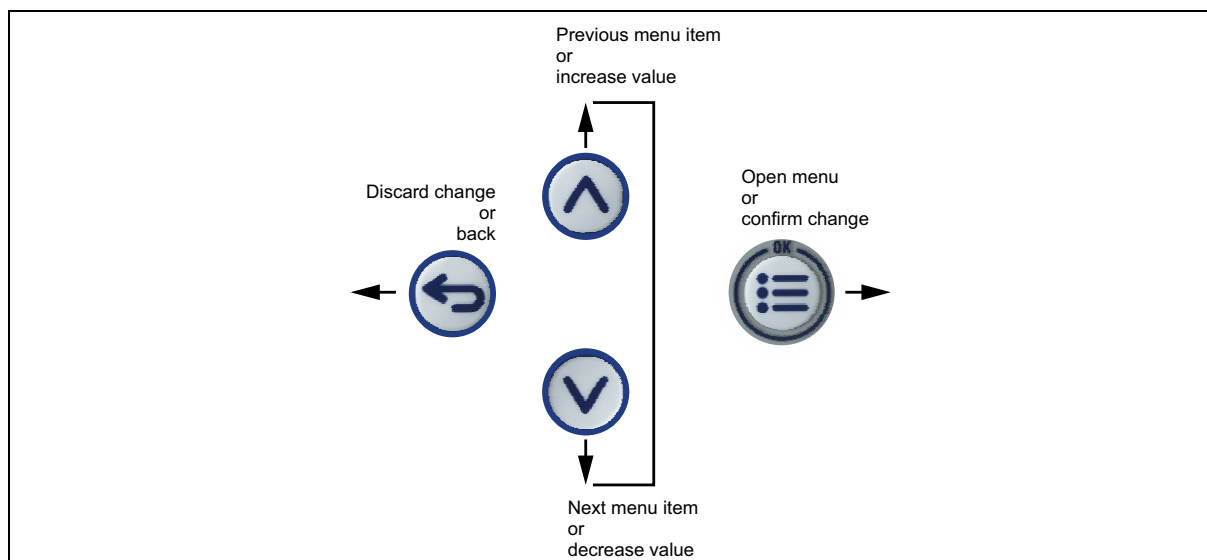 Previous menu item
or
increase value
Discard change
or
back
Open menu
or
confirm change
OK
Next menu item
or
decrease value